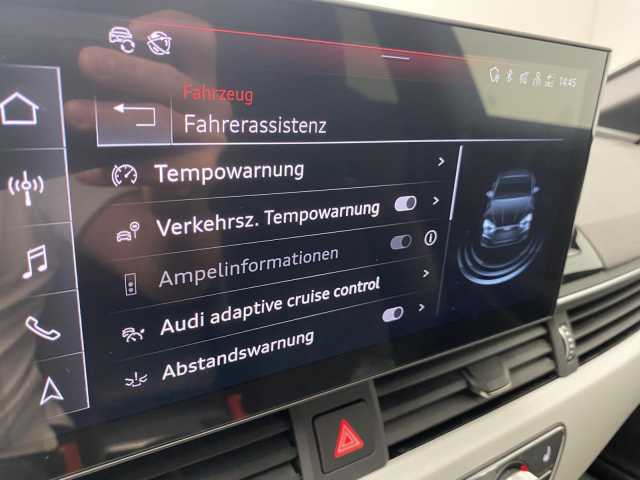 14:45
Fahrzeug
Fahrerassistenz
Tempowarnung
Verkehrsz. Tempowarnung
Ampelinformationen
Audi adaptive cruise control
Abstandswarnung